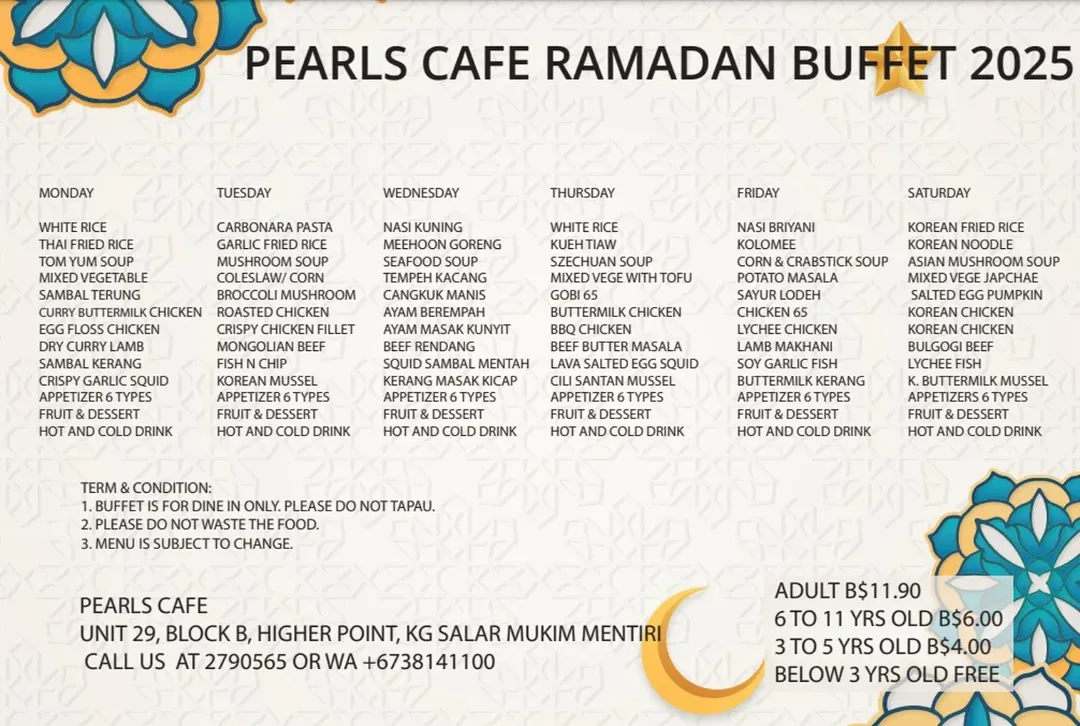 PEARLS CAFE RAMADAN BUFFET 2025
MONDAY
WHITE RICE
THAI FRIED RICE
TOM YUM SOUP
MIXED VEGETABLE
SAMBAL TERUNG
CURRY BUTTERMILK CHICKEN
EGG FLOSS CHICKEN
DRY CURRY LAMB
SAMBAL KERANG
CRISPY GARLIC SQUID
APPETIZER 6 TYPES
FRUIT & DESSERT
HOT AND COLD DRINK
TUESDAY
CARBONARA PASTA
GARLIC FRIED RICE
MUSHROOM SOUP
COLESLAW/ CORN
BROCCOLI MUSHROOM
ROASTED CHICKEN
CRISPY CHICKEN FILLET
MONGOLIAN BEEF
FISH N CHIP
KOREAN MUSSEL
APPETIZER 6 TYPES
FRUIT & DESSERT
HOT AND COLD DRINK
WEDNESDAY
NASI KUNING
MEEHOON GORENG
SEAFOOD SOUP
TEMPEH KACANG
CANGKUK MANIS
AYAM BEREMPAH
AYAM MASAK KUNYIT
BEEF RENDANG
SQUID SAMBAL MENTAH
KERANG MASAK KICAP
APPETIZER 6 TYPES
FRUIT & DESSERT
HOT AND COLD DRINK
THURSDAY
WHITE RICE
KUEH TIAW
SZECHUAN SOUP
MIXED VEGE WITH TOFU
GOBI 65
BUTTERMILK CHICKEN
BBQ CHICKEN
BEEF BUTTER MASALA
LAVA SALTED EGG SQUID
CILI SANTAN MUSSEL
APPETIZER 6 TYPES
FRUIT & DESSERT
HOT AND COLD DRINK
FRIDAY
NASI BRIYANI
KOLOMEE
CORN & CRABSTICK SOUP
POTATO MASALA
SAYUR LODEH
CHICKEN 65
LYCHEE CHICKEN
LAMB MAKHANI
SOY GARLIC FISH
BUTTERMILK KERANG
APPETIZER 6 TYPES
FRUIT & DESSERT
HOT AND COLD DRINK
SATURDAY
KOREAN FRIED RICE
KOREAN NOODLE
ASIAN MUSHROOM SOUP
MIXED VEGE JAPCHAE
SALTED EGG PUMPKIN
KOREAN CHICKEN
KOREAN CHICKEN
BULGOGI BEEF
LYCHEE FISH
K. BUTTERMILK MUSSEL
APPETIZERS 6 TYPES
FRUIT & DESSERT
HOT AND COLD DRINK
TERM & CONDITION:
1. BUFFET IS FOR DINE IN ONLY. PLEASE DO NOT TAPAU.
2. PLEASE DO NOT WASTE THE FOOD.
3. MENU IS SUBJECT TO CHANGE.
PEARLS CAFE
UNIT 29, BLOCK B, HIGHER POINT, KG SALAR MUKIM MENTIRI
CALL US AT 2790565 OR WA +6738141100
ADULT B$11.90
6 TO 11 YRS OLD B$6.00
3 TO 5 YRS OLD B$4.00
BELOW 3 YRS OLD FREE